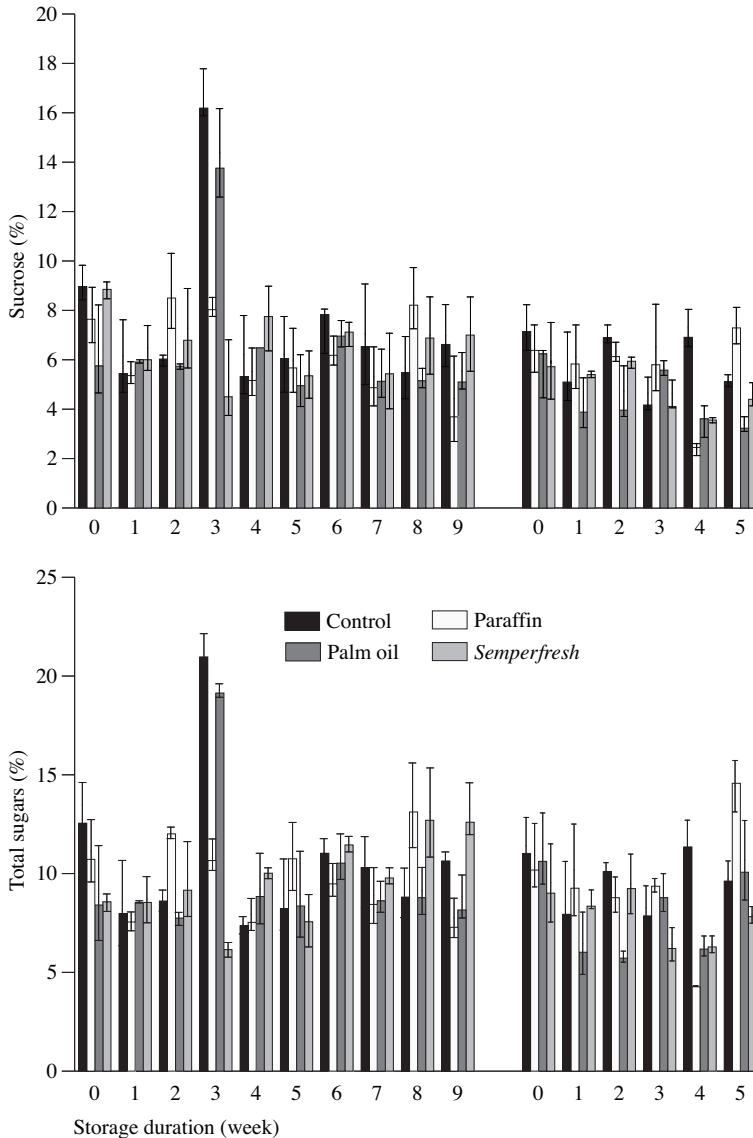 20
18
16
14
12
10
8
6
4
2
0
Sucrose (%)
0 1 2 3 4 5 6 7 8 9 0 1 2 3 4 5
25
20
15
10
5
0
Total sugars (%)
Control Paraffin
Palm oil Semperfresh
0 1 2 3 4 5 6 7 8 9 0 1 2 3 4 5
Storage duration (week)